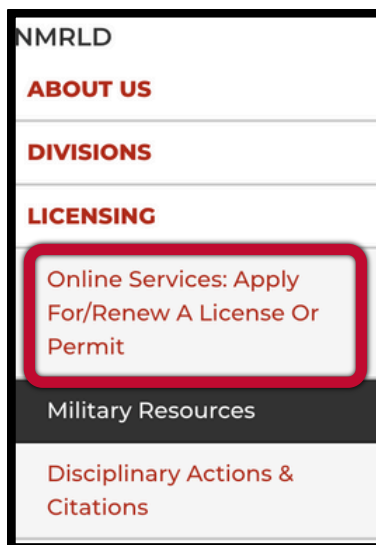 NMRLD
ABOUT US
DIVISIONS
LICENSING
Online Services: Apply
For/Renew A License Or
Permit
Military Resources
Disciplinary Actions &
Citations